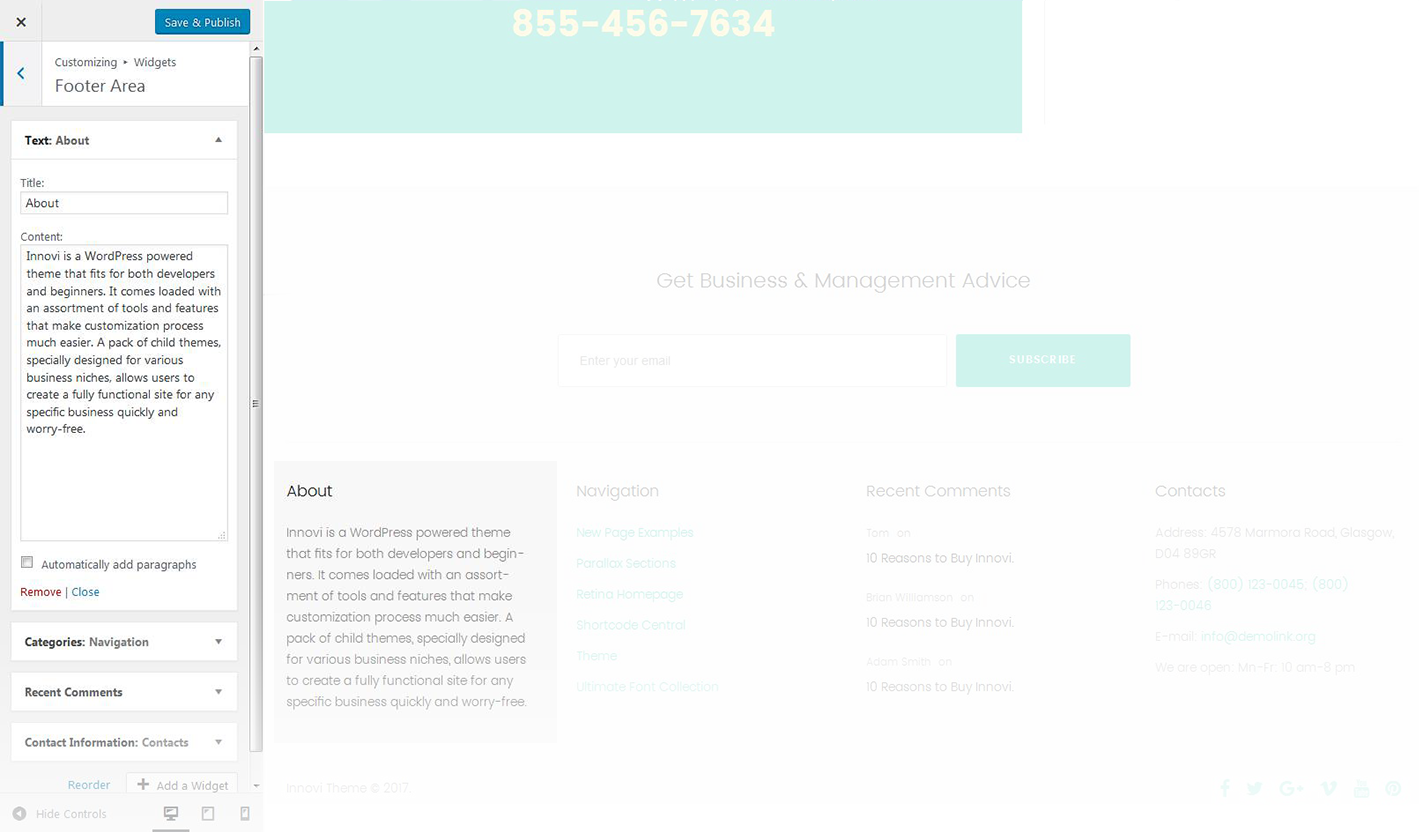 Save & Publish
Customizing ▸ Widgets
Footer Area
Text: About
Title:
About
Content:
Innovi is a WordPress powered
theme that fits for both developers
and beginners. It comes loaded with
an assortment of tools and features
that make customization process
much easier. A pack of child themes,
specially designed for various
business niches, allows users to
create a fully functional site for any
specific business quickly and
worry-free.
Automatically add paragraphs
Remove | Close
Categories: Navigation
Recent Comments
Contact Information: Contacts
Reorder
Add a Widget
Hide Controls
855-456-7634
Get Business & Management Advice
Enter your email
SUBSCRIBE
About
Innovi is a WordPress powered theme
that fits for both developers and begin-
ners. It comes loaded with an assort-
ment of tools and features that make
customization process much easier. A
pack of child themes, specially designed
for various business niches, allows users
to create a fully functional site for any
specific business quickly and worry-free.
Navigation
New Page Examples
Parallax Sections
Retina Homepage
Shortcode Central
Theme
Ultimate Font Collection
Recent Comments
Tom on
10 Reasons to Buy Innovi.
Brian Williamson on
10 Reasons to Buy Innovi.
Adam Smith on
10 Reasons to Buy Innovi.
Contacts
Address: 4578 Marmora Road, Glasgow,
D04 89GR
Phones: (800) 123-0045; (800)
123-0046
E-mail: info@demolink.org
We are open: Mn-Fr: 10 am-8 pm
Innovi Theme © 2017